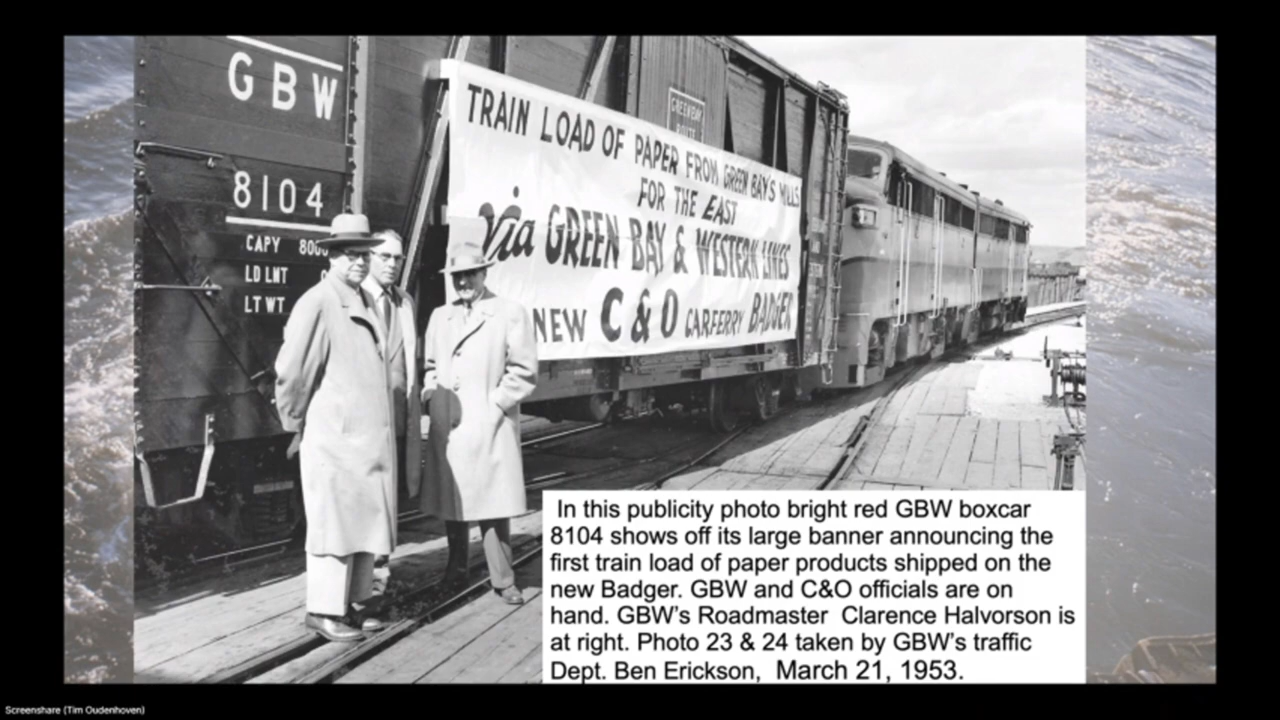 GBW
8104
CAPY 800
LD LMT
LT WT
GREEN BAY
ROUTE
TRAIN LOAD OF PAPER FROM GREEN BAY'S MILLS
FOR THE EAST
Via GREEN BAY & WESTERN LINES
NEW C & O CARFERRY BADGER
In this publicity photo bright red GBW boxcar
8104 shows off its large banner announcing the
first train load of paper products shipped on the
new Badger. GBW and C&O officials are on
hand. GBW's Roadmaster Clarence Halvorson is
at right. Photo 23 & 24 taken by GBW's traffic
Dept. Ben Erickson, March 21, 1953.
Screenshare (Tim Oudenhoven)